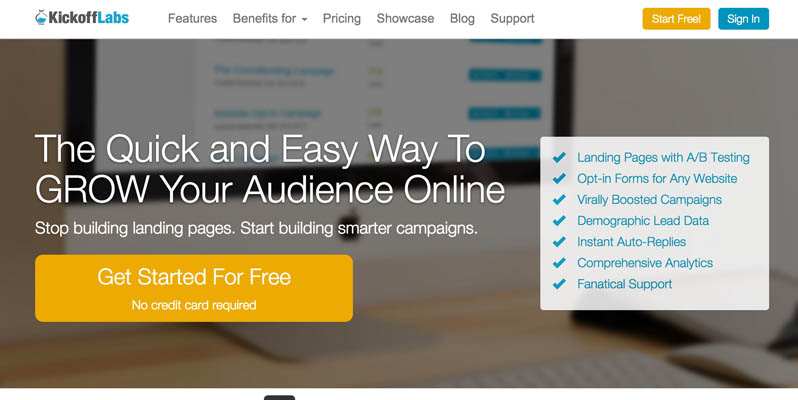 KickoffLabs
Features Benefits for Pricing Showcase Blog Support
Start Free!
Sign In
The Quick and Easy Way To
GROW Your Audience Online
Stop building landing pages. Start building smarter campaigns.
Get Started For Free
No credit card required
Landing Pages with A/B Testing
Opt-in Forms for Any Website
Virally Boosted Campaigns
Demographic Lead Data
Instant Auto-Replies
Comprehensive Analytics
Fanatical Support